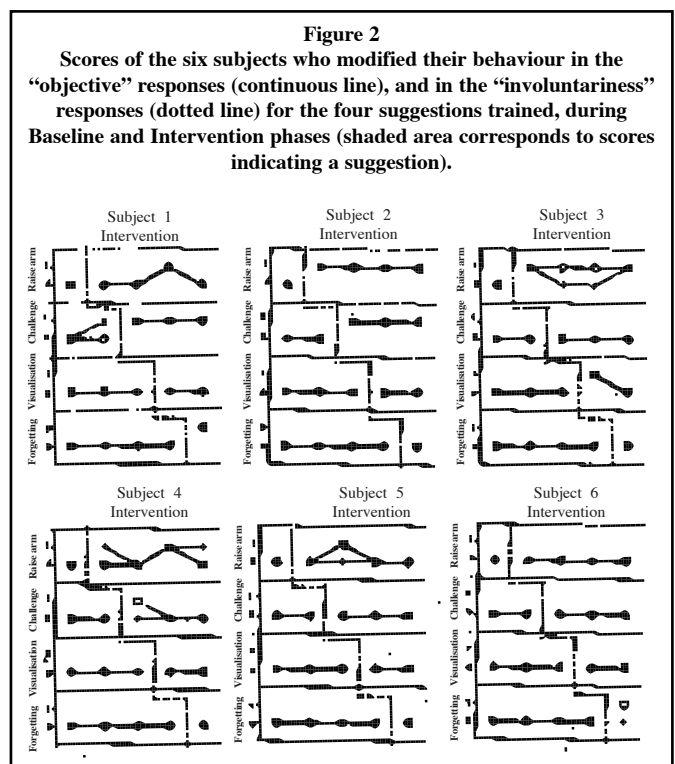 Figure 2
Scores of the six subjects who modified their behaviour in the
“objective” responses (continuous line), and in the “involuntariness”
responses (dotted line) for the four suggestions trained, during
Baseline and Intervention phases (shaded area corresponds to scores
indicating a suggestion).
Subject 1
Intervention
Raise arm
Challenge
Visualisation
Forgetting
Subject 2
Intervention
Raise arm
Challenge
Visualisation
Forgetting
Subject 3
Intervention
Raise arm
Challenge
Visualisation
Forgetting
Subject 4
Intervention
Raise arm
Challenge
Visualisation
Forgetting
Subject 5
Intervention
Raise arm
Challenge
Visualisation
Forgetting
Subject 6
Intervention
Raise arm
Challenge
Visualisation
Forgetting